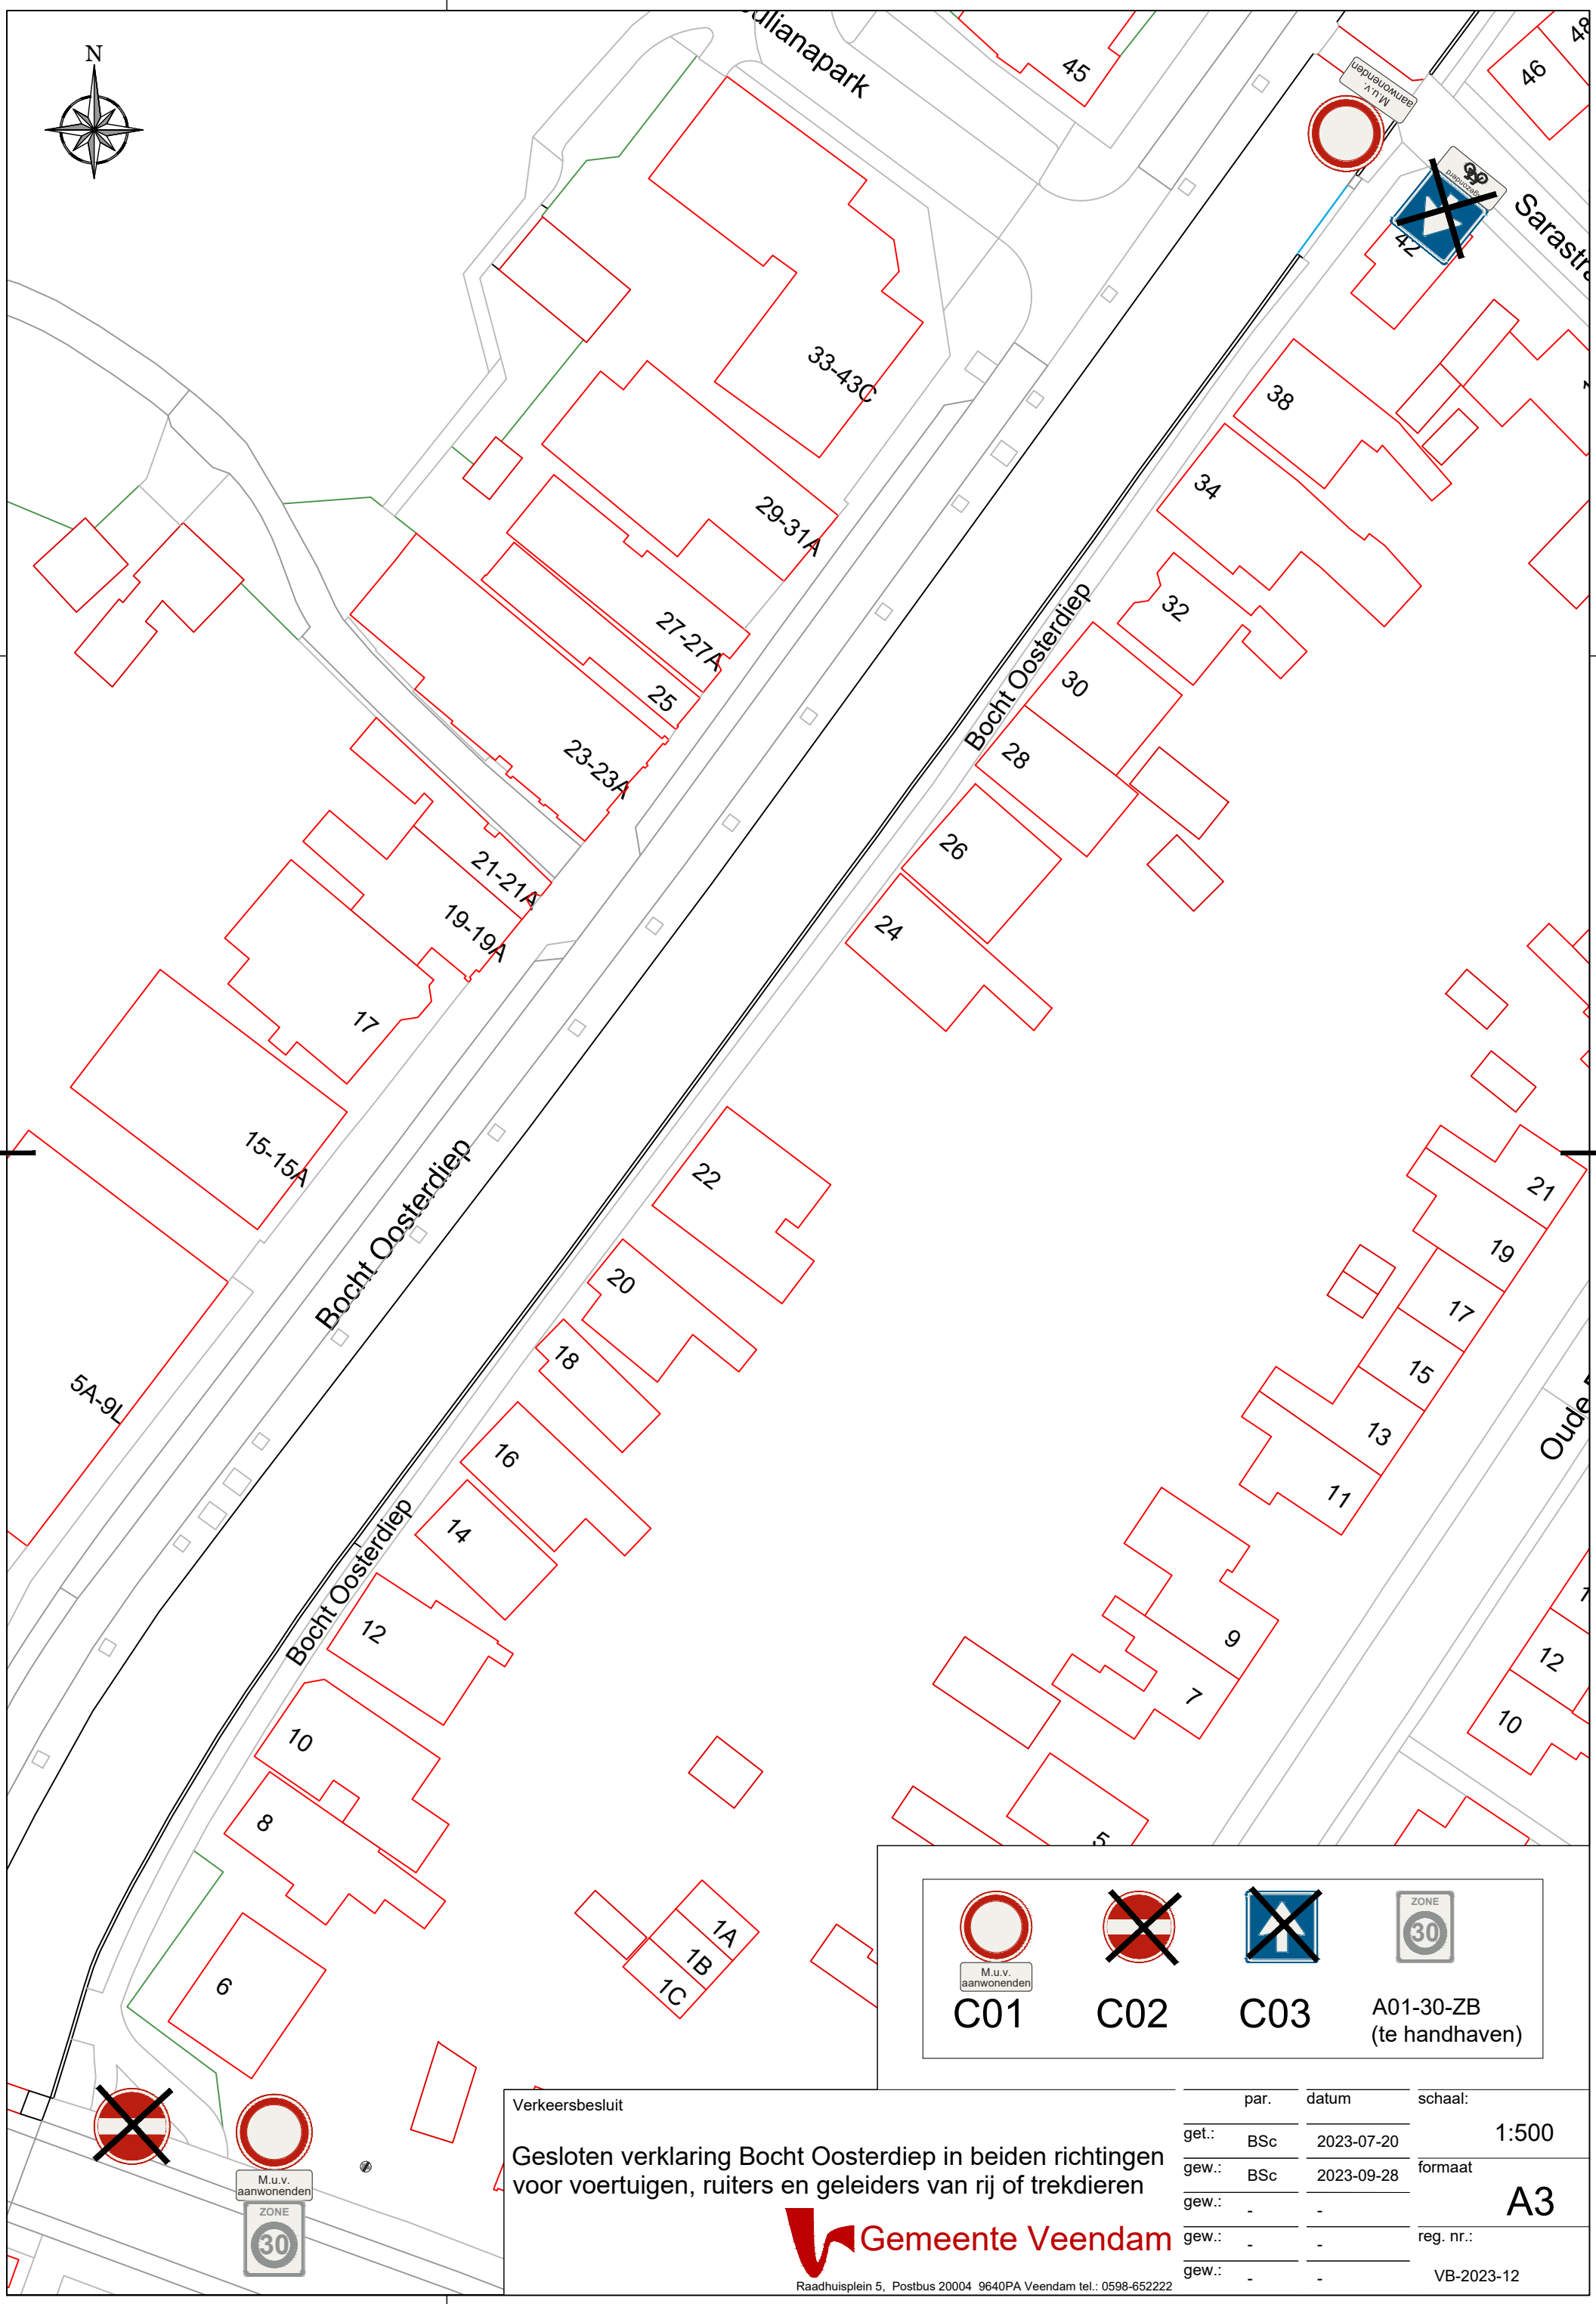 N
Julianapark
45
46
48
M.u.v.
aanwonenden
42
33-43C
38
34
29-31A
32
27-27A
Bocht Oosterdiep
30
25
28
23-23A
26
21-21A
24
19-19A
17
15-15A
22
Bocht Oosterdiep
21
20
19
18
17
15
5A-9L
16
13
Oude
14
11
Bocht Oosterdiep
12
9
12
7
10
10
8
5
1A
1B
1C
6
M.u.v.
aanwonenden
ZONE
30
M.u.v.
aanwonenden
ZONE
30
C01
C02
C03
A01-30-ZB
(te handhaven)
Verkeersbesluit
Gesloten verklaring Bocht Oosterdiep in beiden richtingen
voor voertuigen, ruiters en geleiders van rij of trekdieren
Gemeente Veendam
Raadhuisplein 5, Postbus 20004 9640PA Veendam tel.: 0598-652222
par. datum schaal:
get.: BSc 2023-07-20 1:500
gew.: BSc 2023-09-28 formaat
A3
gew.: - -
gew.: - - reg. nr.:
gew.: - - VB-2023-12